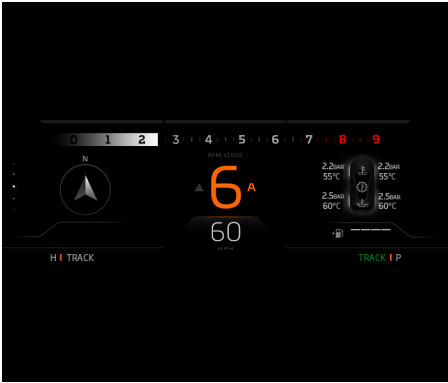 0 1 2 3 4 5 6 7 8 9
RPM X1000
N
6 A
2.2BAR 2.2BAR
55°C 55°C
2.5BAR 2.5BAR
60°C 60°C
60
MPH
H I TRACK
TRACK I P